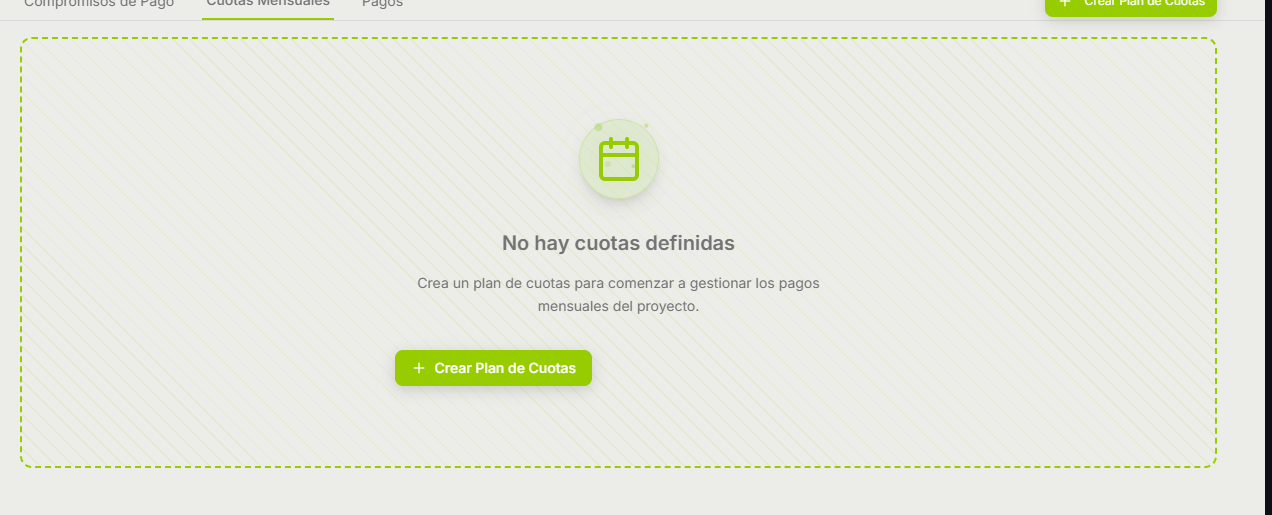 Compromisos de Pago
Cuotas Mensuales
Pagos
Crear Plan de Cuotas
No hay cuotas definidas
Crea un plan de cuotas para comenzar a gestionar los pagos
mensuales del proyecto.
Crear Plan de Cuotas